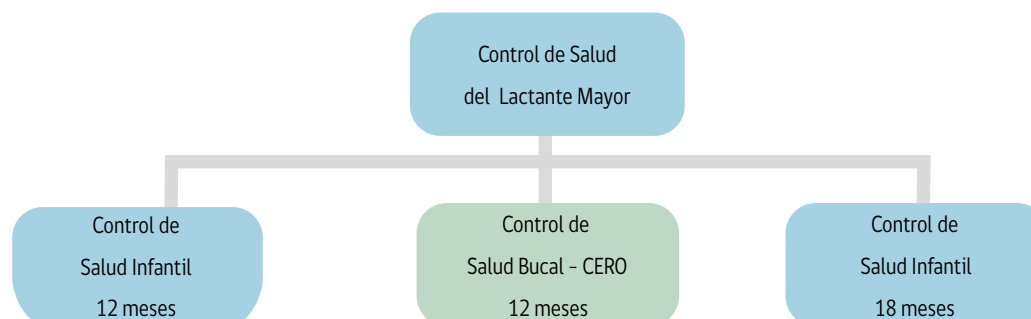 Control de Salud
del Lactante Mayor
Control de
Salud Infantil
12 meses
Control de
Salud Bucal – CERO
12 meses
Control de
Salud Infantil
18 meses